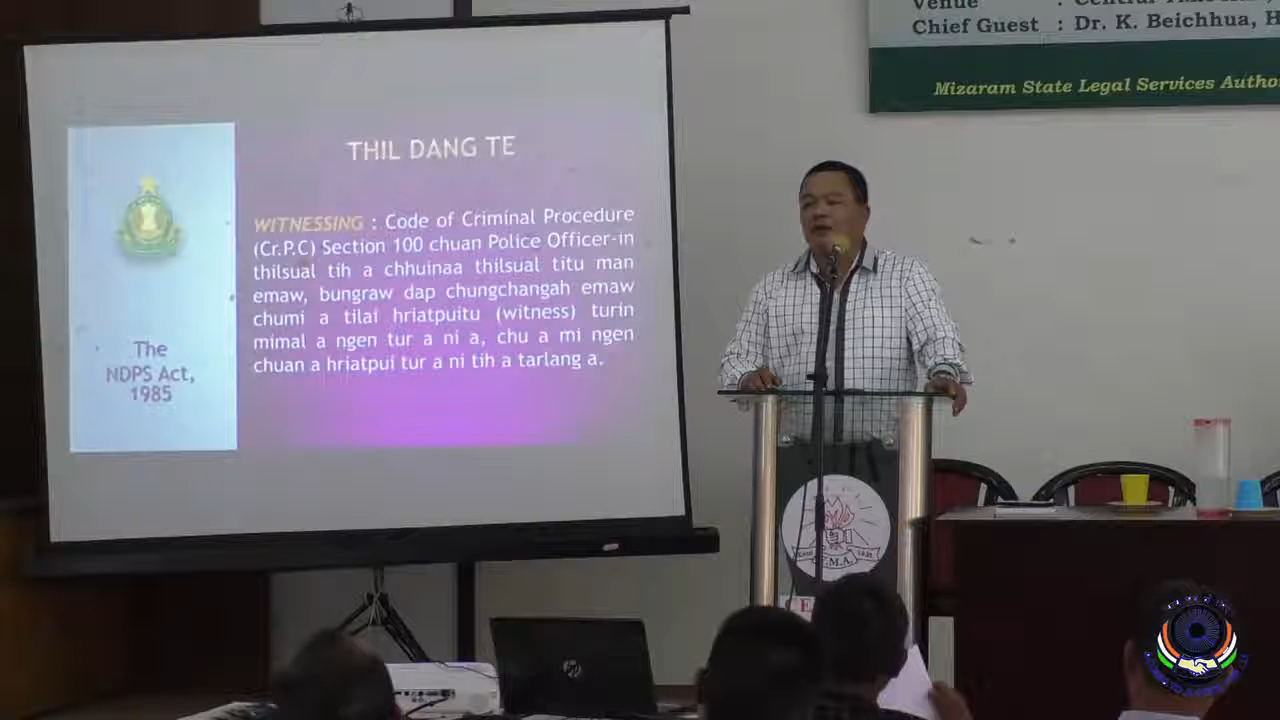 Venue :
Chief Guest : Dr. K. Beichhua, H
Mizaram State Legal Services Autho
THIL DANG TE
WITNESSING : Code of Criminal Procedure
(Cr.P.C) Section 100 chuan Police Officer-in
thilsual tih a chhuinaa thilsual titu man
emaw, bungraw dap chungchangah emaw
chumi a tilai hriatpuitu (witness) turin
mimal a ngen tur a ni a, chu a mi ngen
chuan a hriatpui tur a ni tih a tarlang a.
The
NDPS Act,
1985